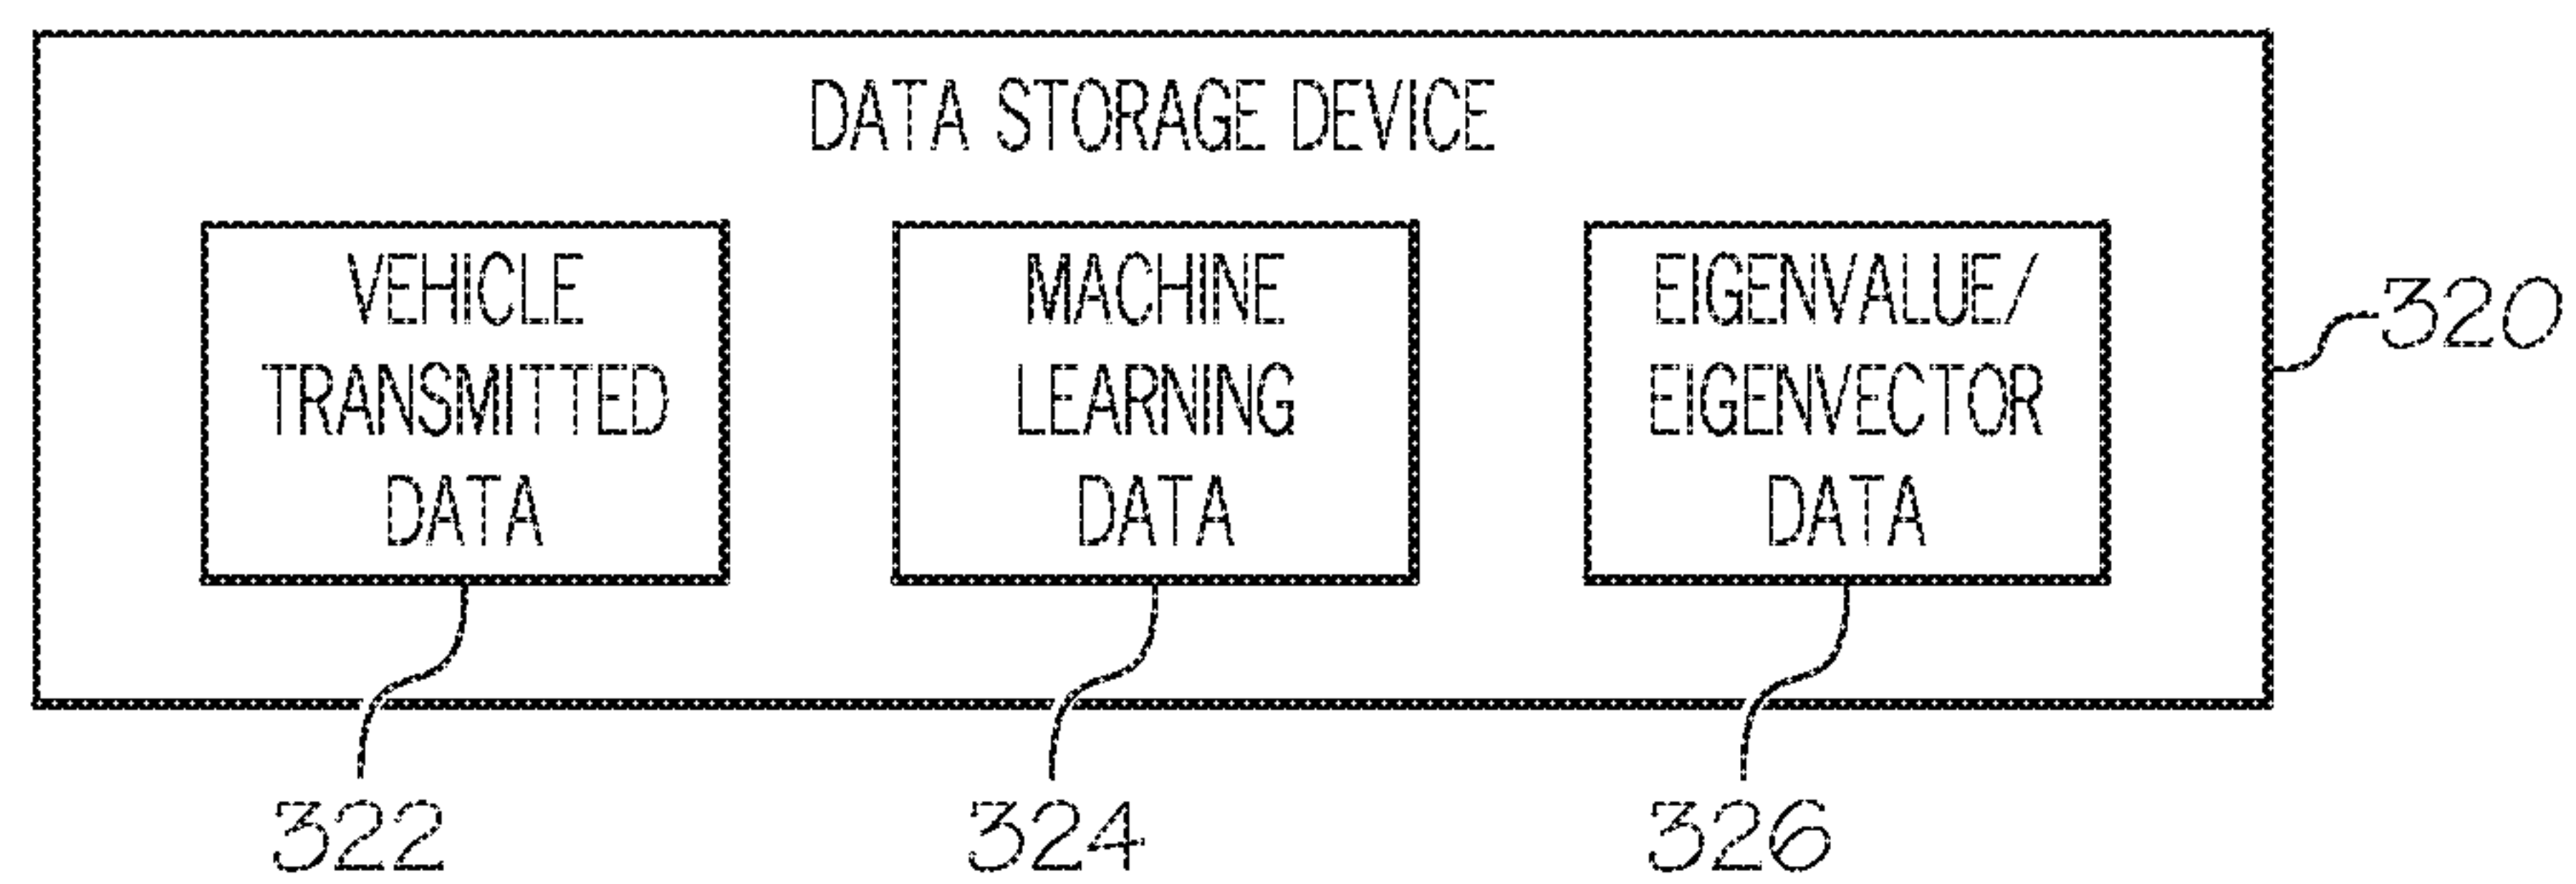 DATA STORAGE DEVICE
VEHICLE
TRANSMITTED
DATA
MACHINE
LEARNING
DATA
EIGENVALUE/
EIGENVECTOR
DATA
320
322
324
326